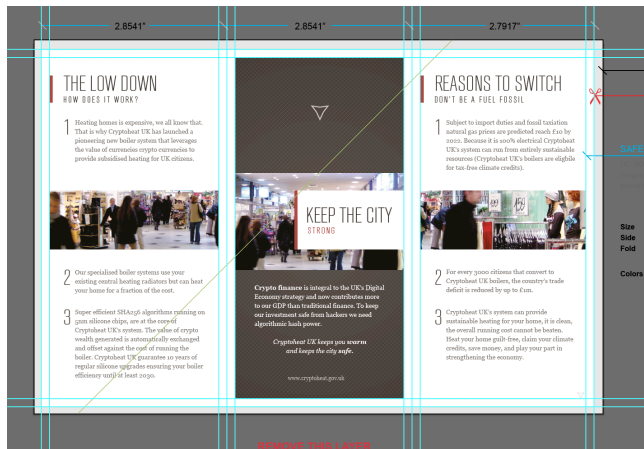 2.8541"
2.8541"
2.7917"
THE LOW DOWN
HOW DOES IT WORK?
1
Heating homes is expensive, we all know that.
That is why Cryptoheat UK has launched a
pioneering new boiler system that leverages
the value of currencies crypto currencies to
provide subsidised heating for UK citizens.
2
Our specialised boiler systems use your
existing central heating radiators but can heat
your home for a fraction of the cost.
3
Super efficient SHA256 algorithms running on
5nm silicone chips, are at the core of
Cryptoheat UK's system. The value of crypto
wealth generated is automatically exchanged
and offset against the cost of running the
boiler. Cryptoheat UK guarantee 10 years of
regular silicone upgrades ensuring your boiler
efficiency until at least 2030.
KEEP THE CITY
STRONG
Crypto finance is integral to the UK's Digital
Economy strategy and now contributes more
to our GDP than traditional finance. To keep
our investment safe from hackers we need
algorithmic hash power.
Cryptoheat UK keeps you warm
and keeps the city safe.
www.cryptoheat.gov.uk
REASONS TO SWITCH
DON'T BE A FUEL FOSSIL
1
Subject to import duties and fossil taxiation
natural gas prices are predicted reach £10 by
2022. Because it is 100% electrical Cryptoheat
UK's system can run from entirely sustainable
resources (Cryptoheat UK's boilers are eligibile
for tax-free climate credits).
2
For every 3000 citizens that convert to
Cryptoheat UK boilers, the country's trade
deficit is reduced by up to £1m.
3
Cryptoheat UK's system can provide
sustainable heating for your home, it is clean,
the overall running cost cannot be beaten.
Heat your home guilt-free, claim your climate
credits, save money, and play your part in
strengthening the economy.
SAFE
Size
Side
Fold
Colors
REMOVE THIS LAYER